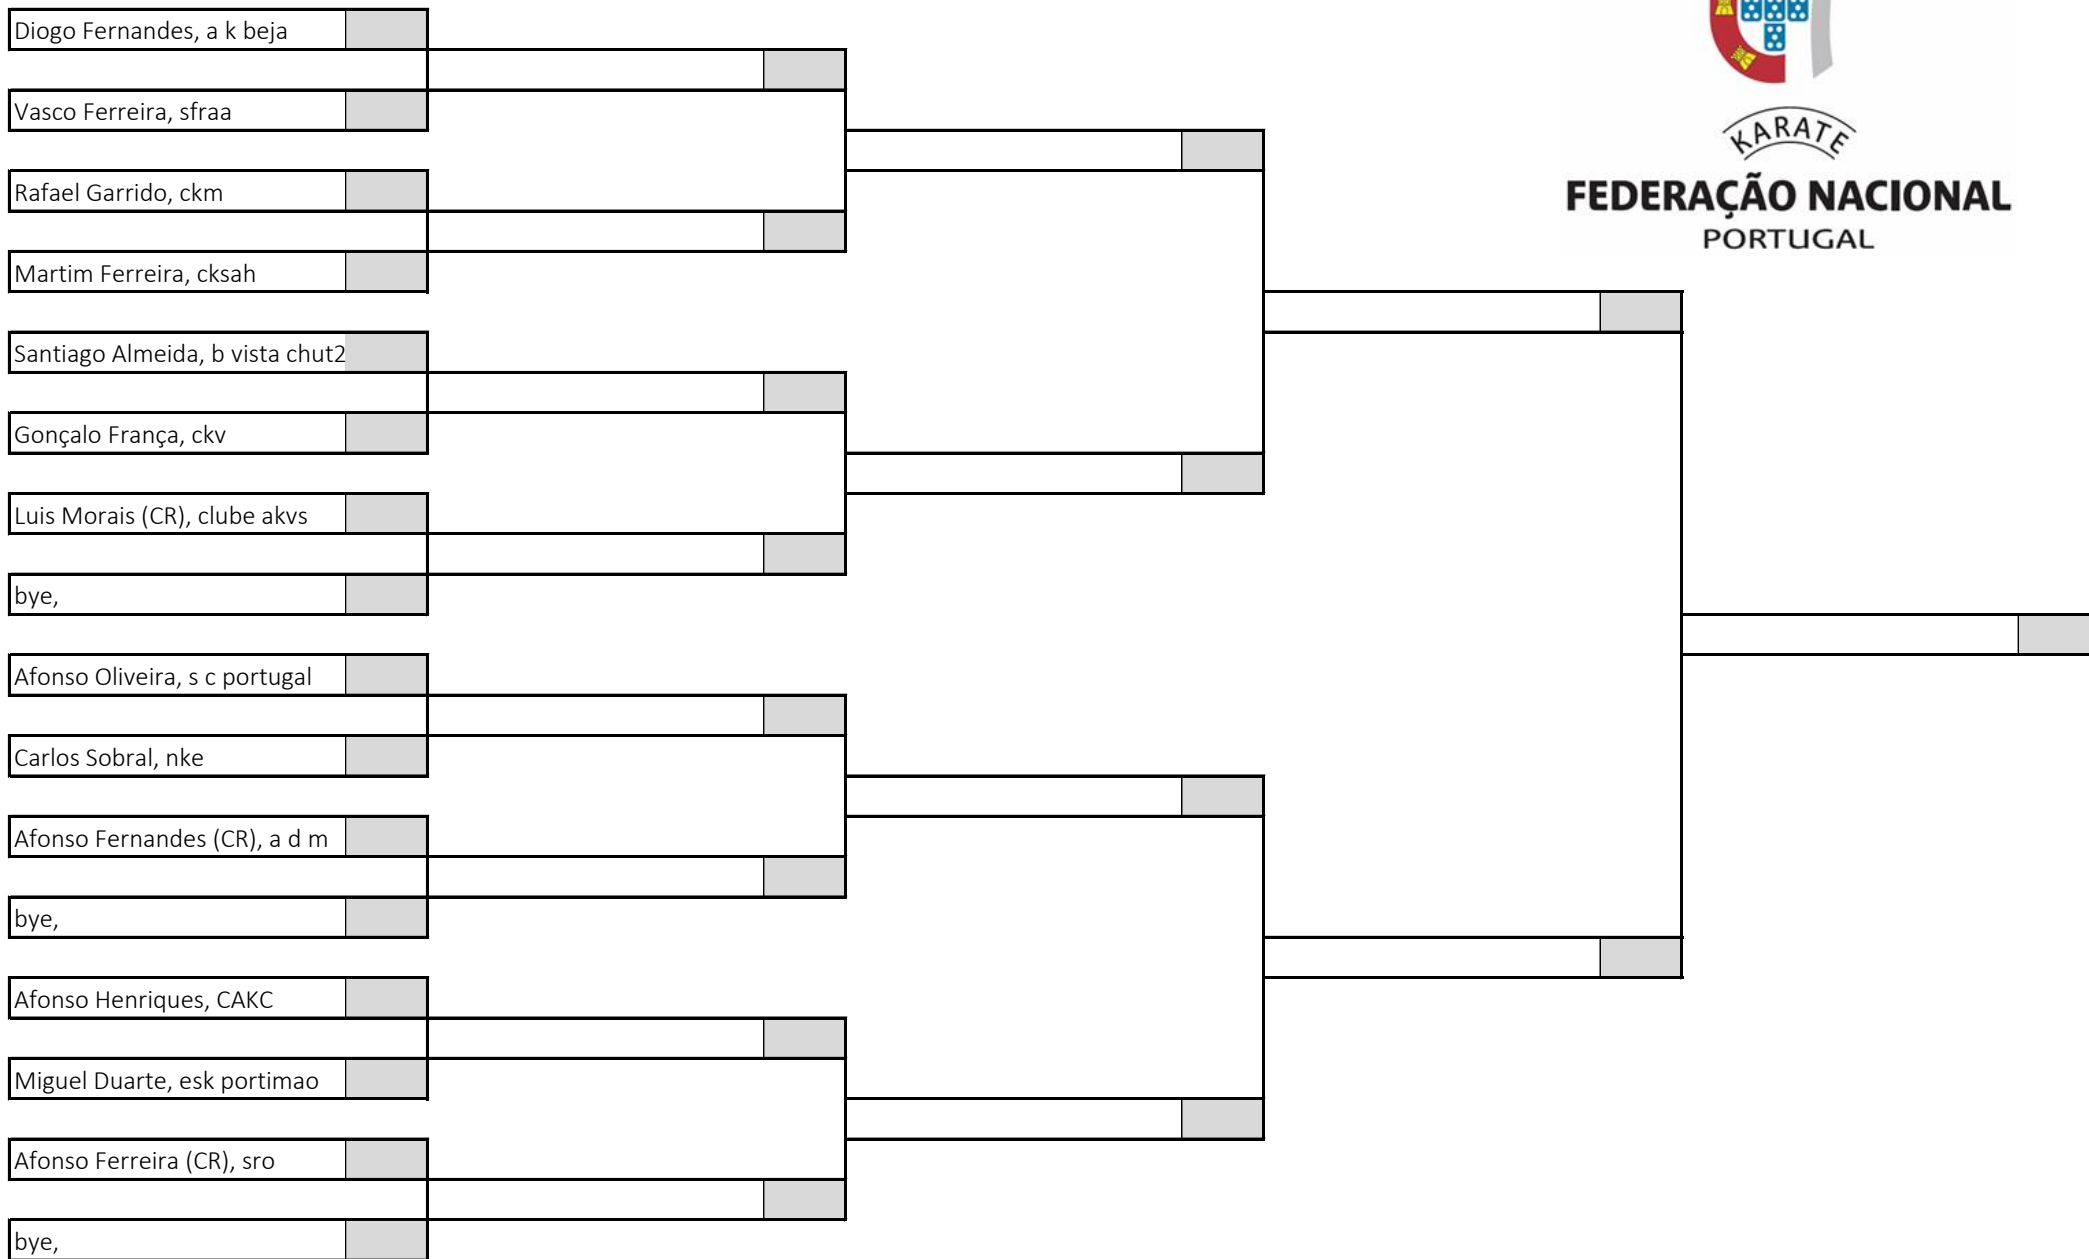 Diogo Fernandes, a k beja
Vasco Ferreira, sfraa
Rafael Garrido, ckm
Martim Ferreira, cksah
Santiago Almeida, b vista chut2
Gonçalo França, ckv
Luis Morais (CR), clube akvs
bye,
Afonso Oliveira, s c portugal
Carlos Sobral, nke
Afonso Fernandes (CR), a d m
bye,
Afonso Henriques, CAKC
Miguel Duarte, esk portimao
Afonso Ferreira (CR), sro
bye,
KARATE
FEDERAÇÃO NACIONAL
PORTUGAL